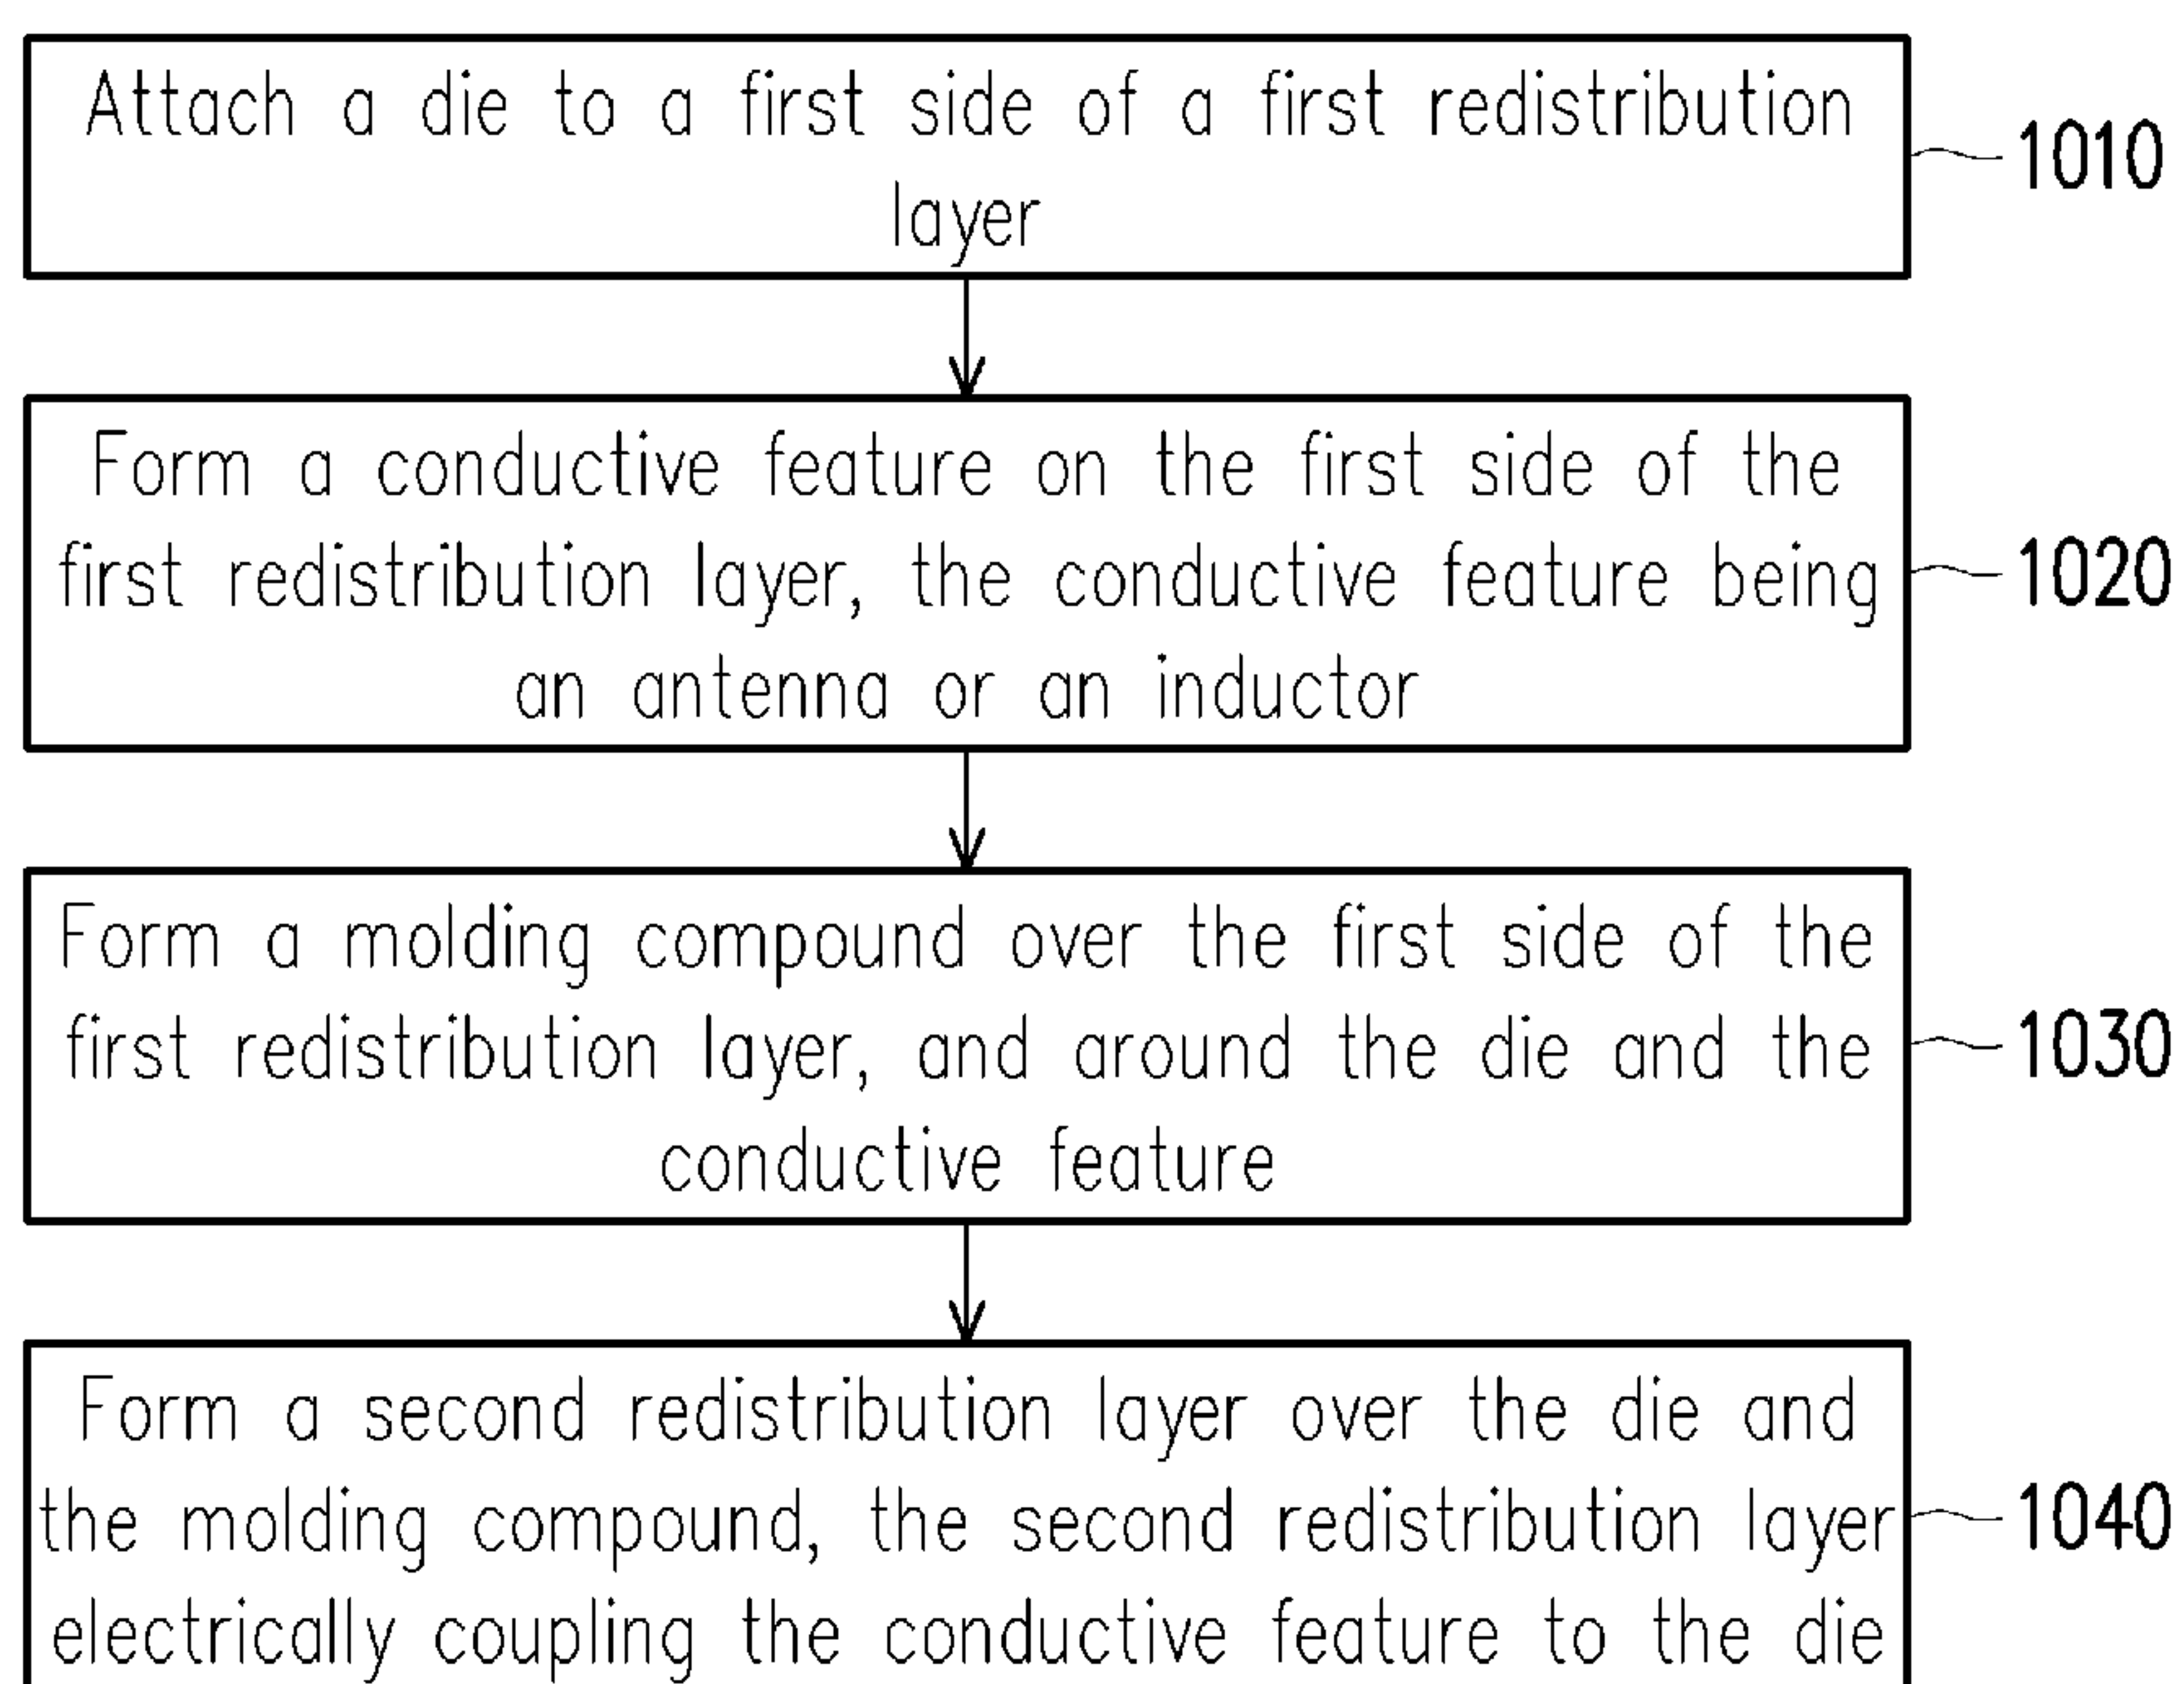 Attach a die to a first side of a first redistribution
layer
1010
Form a conductive feature on the first side of the
first redistribution layer, the conductive feature being
an antenna or an inductor
1020
Form a molding compound over the first side of the
first redistribution layer, and around the die and the
conductive feature
1030
Form a second redistribution layer over the die and
the molding compound, the second redistribution layer
electrically coupling the conductive feature to the die
1040